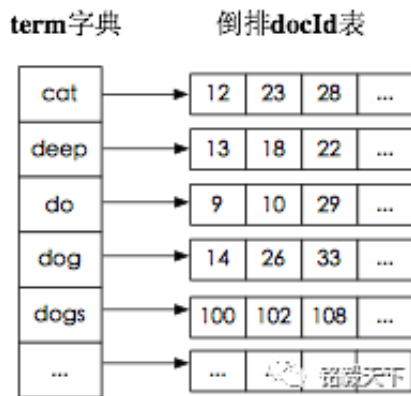 term字典 倒排docId表
cat 12 23 28 ...
deep 13 18 22 ...
do 9 10 29 ...
dog 14 26 33 ...
dogs 100 102 108 ...
... ...
铭毅天下